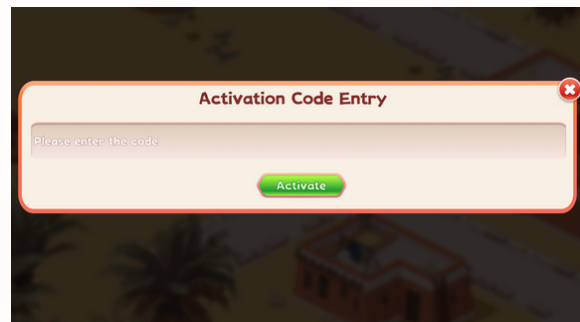 Activation Code Entry
Please enter the code
Activate